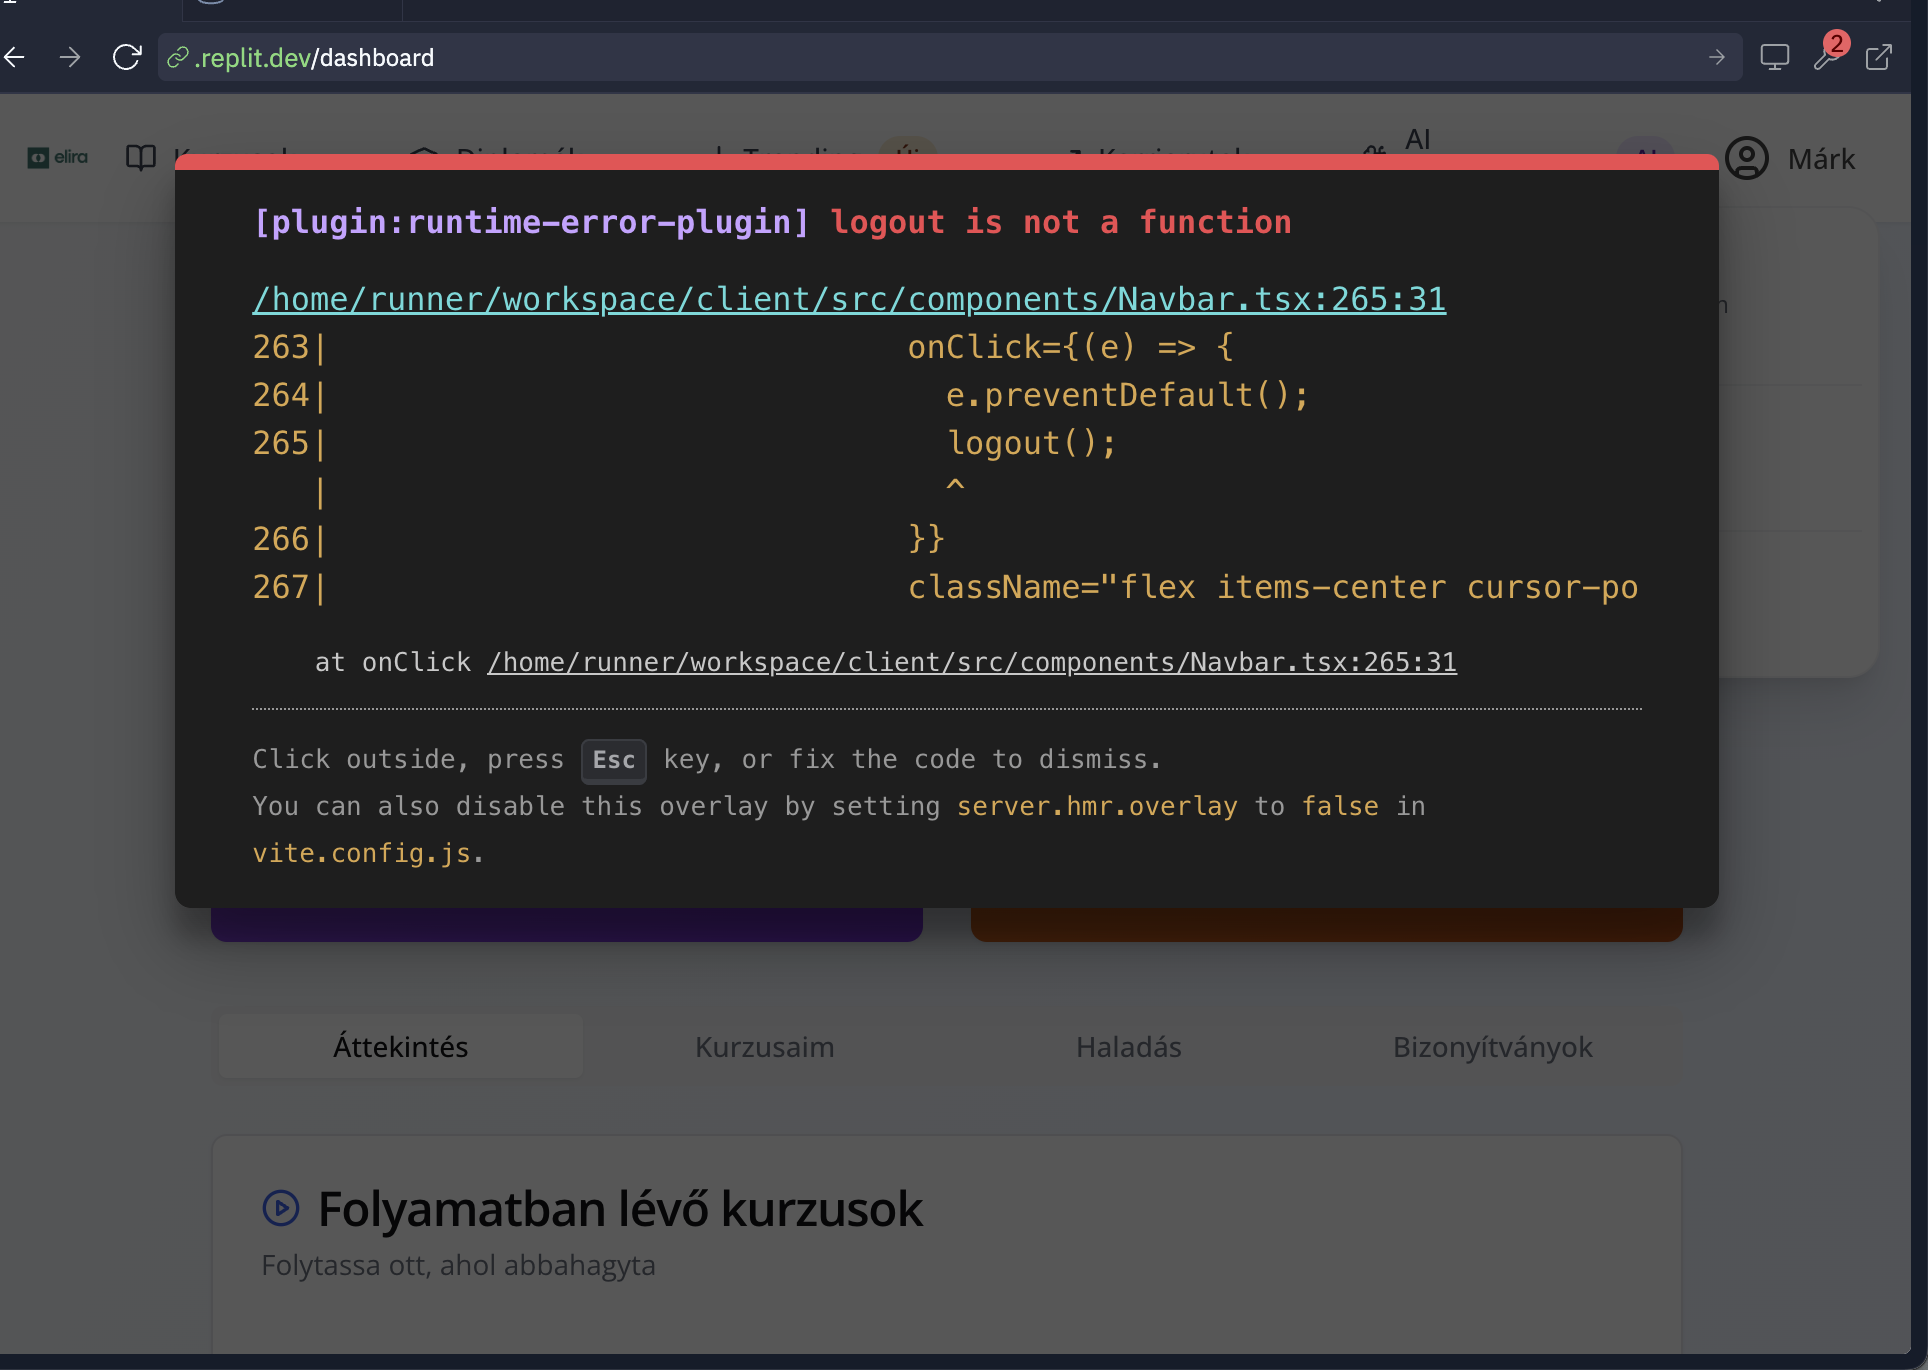 .replit.dev/dashboard
2
elira
AI
Márk
[plugin:runtime-error-plugin] logout is not a function
/home/runner/workspace/client/src/components/Navbar.tsx:265:31
263|                              onClick={(e) => {
264|                                e.preventDefault();
265|                                logout();
   |                                ^
266|                              }}
267|                              className="flex items-center cursor-po
at onClick /home/runner/workspace/client/src/components/Navbar.tsx:265:31
Click outside, press Esc key, or fix the code to dismiss.
You can also disable this overlay by setting server.hmr.overlay to false in
vite.config.js.
Áttekintés
Kurzusaim
Haladás
Bizonyítványok
Folyamatban lévő kurzusok
Folytassa ott, ahol abbahagyta